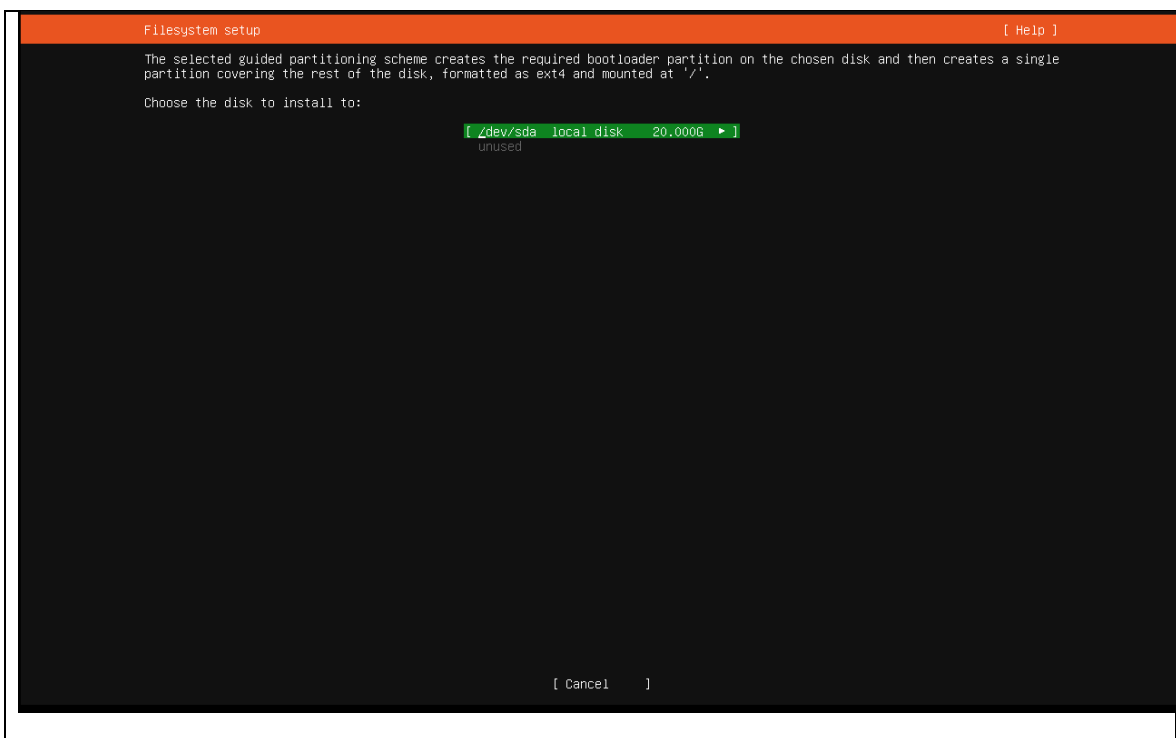 Filesystem setup [ Help ]
The selected guided partitioning scheme creates the required bootloader partition on the chosen disk and then creates a single
partition covering the rest of the disk, formatted as ext4 and mounted at '/'.
Choose the disk to install to:
[ /dev/sda local disk 20.000G ► ]
unused
[ Cancel ]